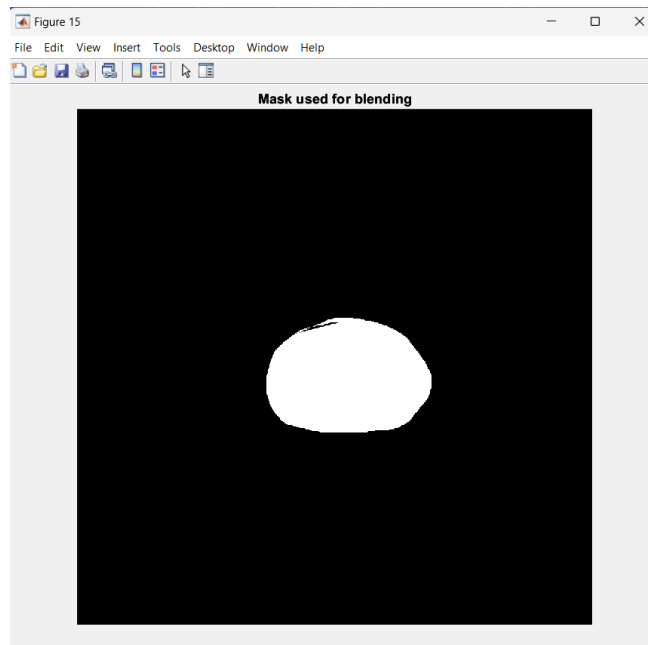 Figure 15
File Edit View Insert Tools Desktop Window Help
Mask used for blending